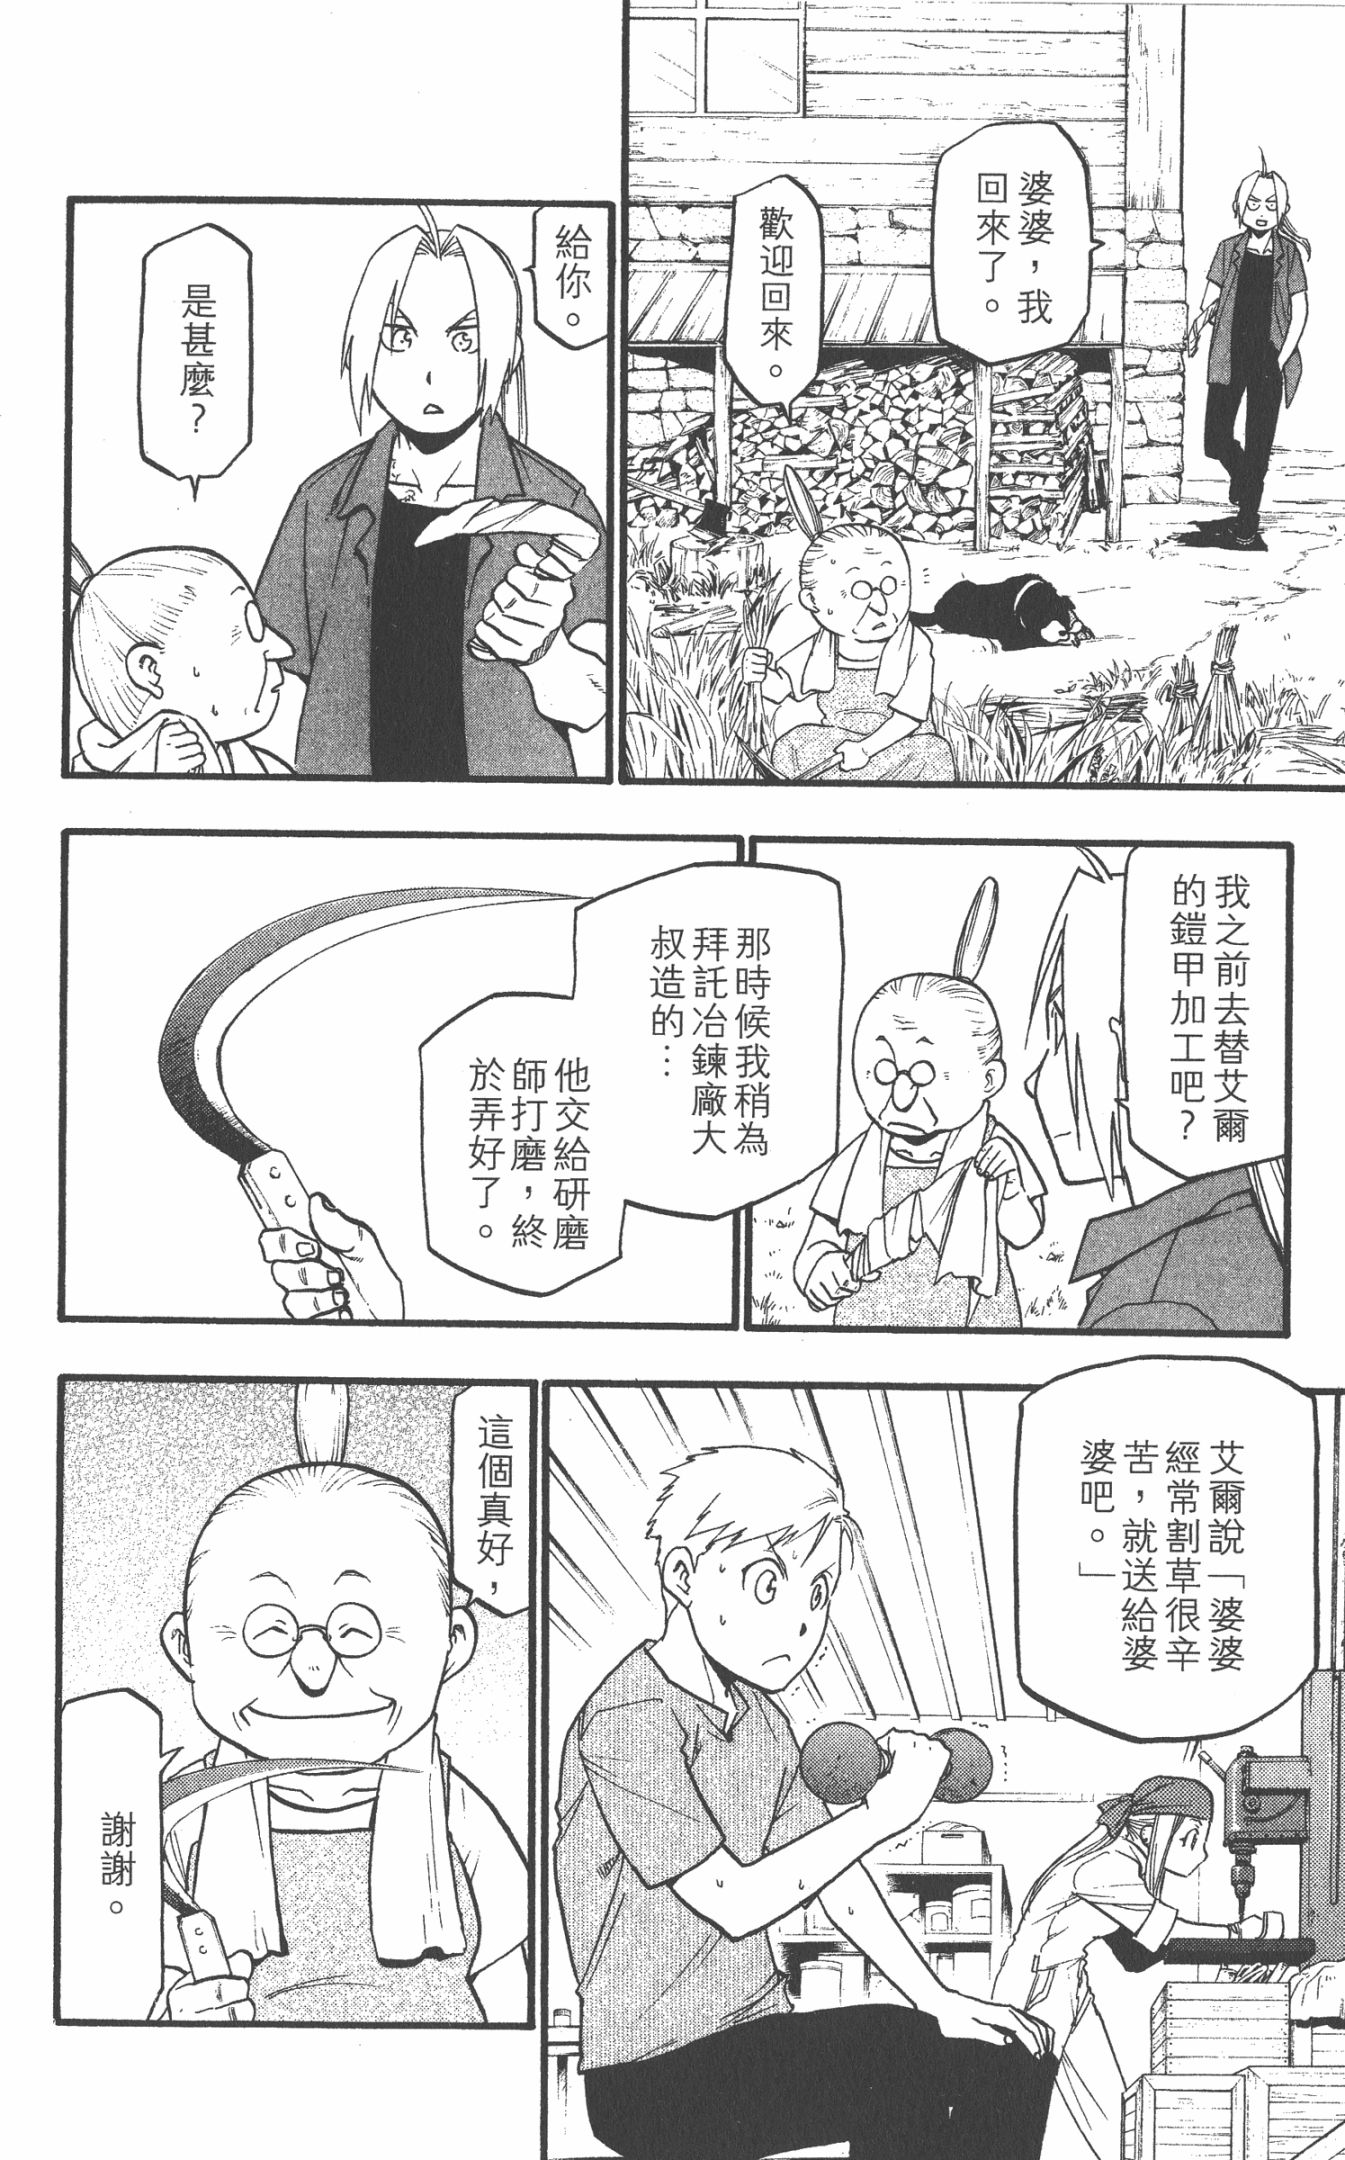 婆婆，我
回來了。
歡迎回來。
給你。
是甚麼？
我之前去替艾爾
的鎧甲加工吧？
那時候我稍為
拜託冶鍊廠大
叔造的…
他交給研磨
師打磨，終
於弄好了。
艾爾說「婆婆
經常割草很辛
苦，就送給婆
婆吧。」
這個真好，
謝謝。